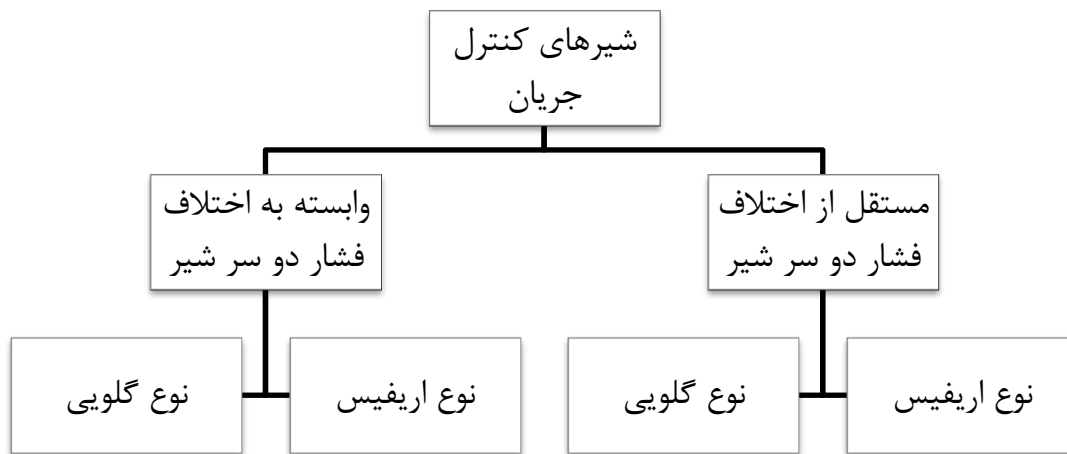 شیرهای کنترل
جریان
مستقل از اختلاف
فشار دو سر شیر
وابسته به اختلاف
فشار دو سر شیر
نوع اریفیس
نوع گلویی
نوع اریفیس
نوع گلویی